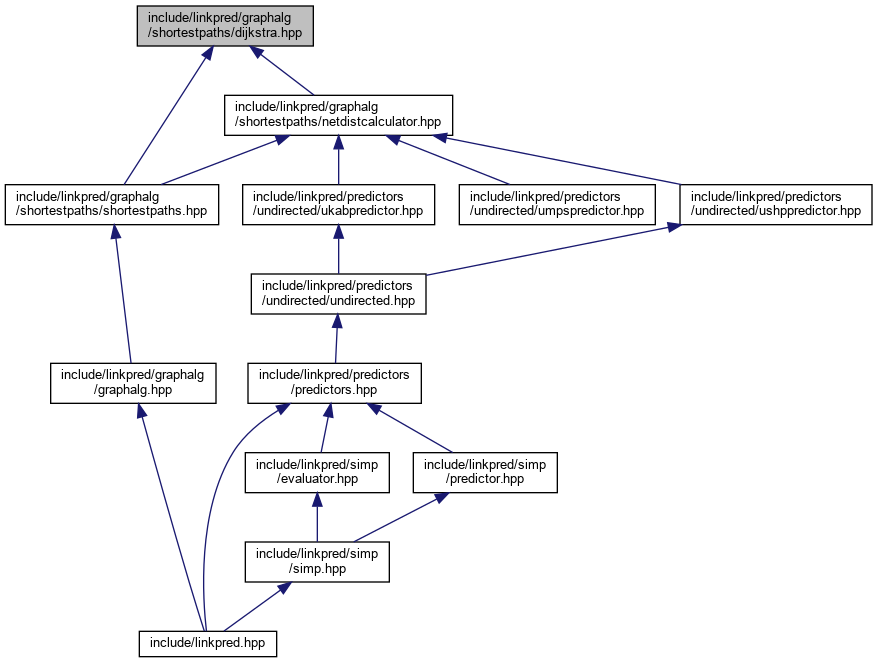 include/linkpred/graphalg
/shortestpaths/dijkstra.hpp
include/linkpred/graphalg
/shortestpaths/netdistcalculator.hpp
include/linkpred/graphalg
/shortestpaths/shortestpaths.hpp
include/linkpred/predictors
/undirected/ukabpredictor.hpp
include/linkpred/predictors
/undirected/umpspredictor.hpp
include/linkpred/predictors
/undirected/ushppredictor.hpp
include/linkpred/predictors
/undirected/undirected.hpp
include/linkpred/graphalg
/graphalg.hpp
include/linkpred/predictors
/predictors.hpp
include/linkpred/simp
/evaluator.hpp
include/linkpred/simp
/predictor.hpp
include/linkpred/simp
/simp.hpp
include/linkpred.hpp